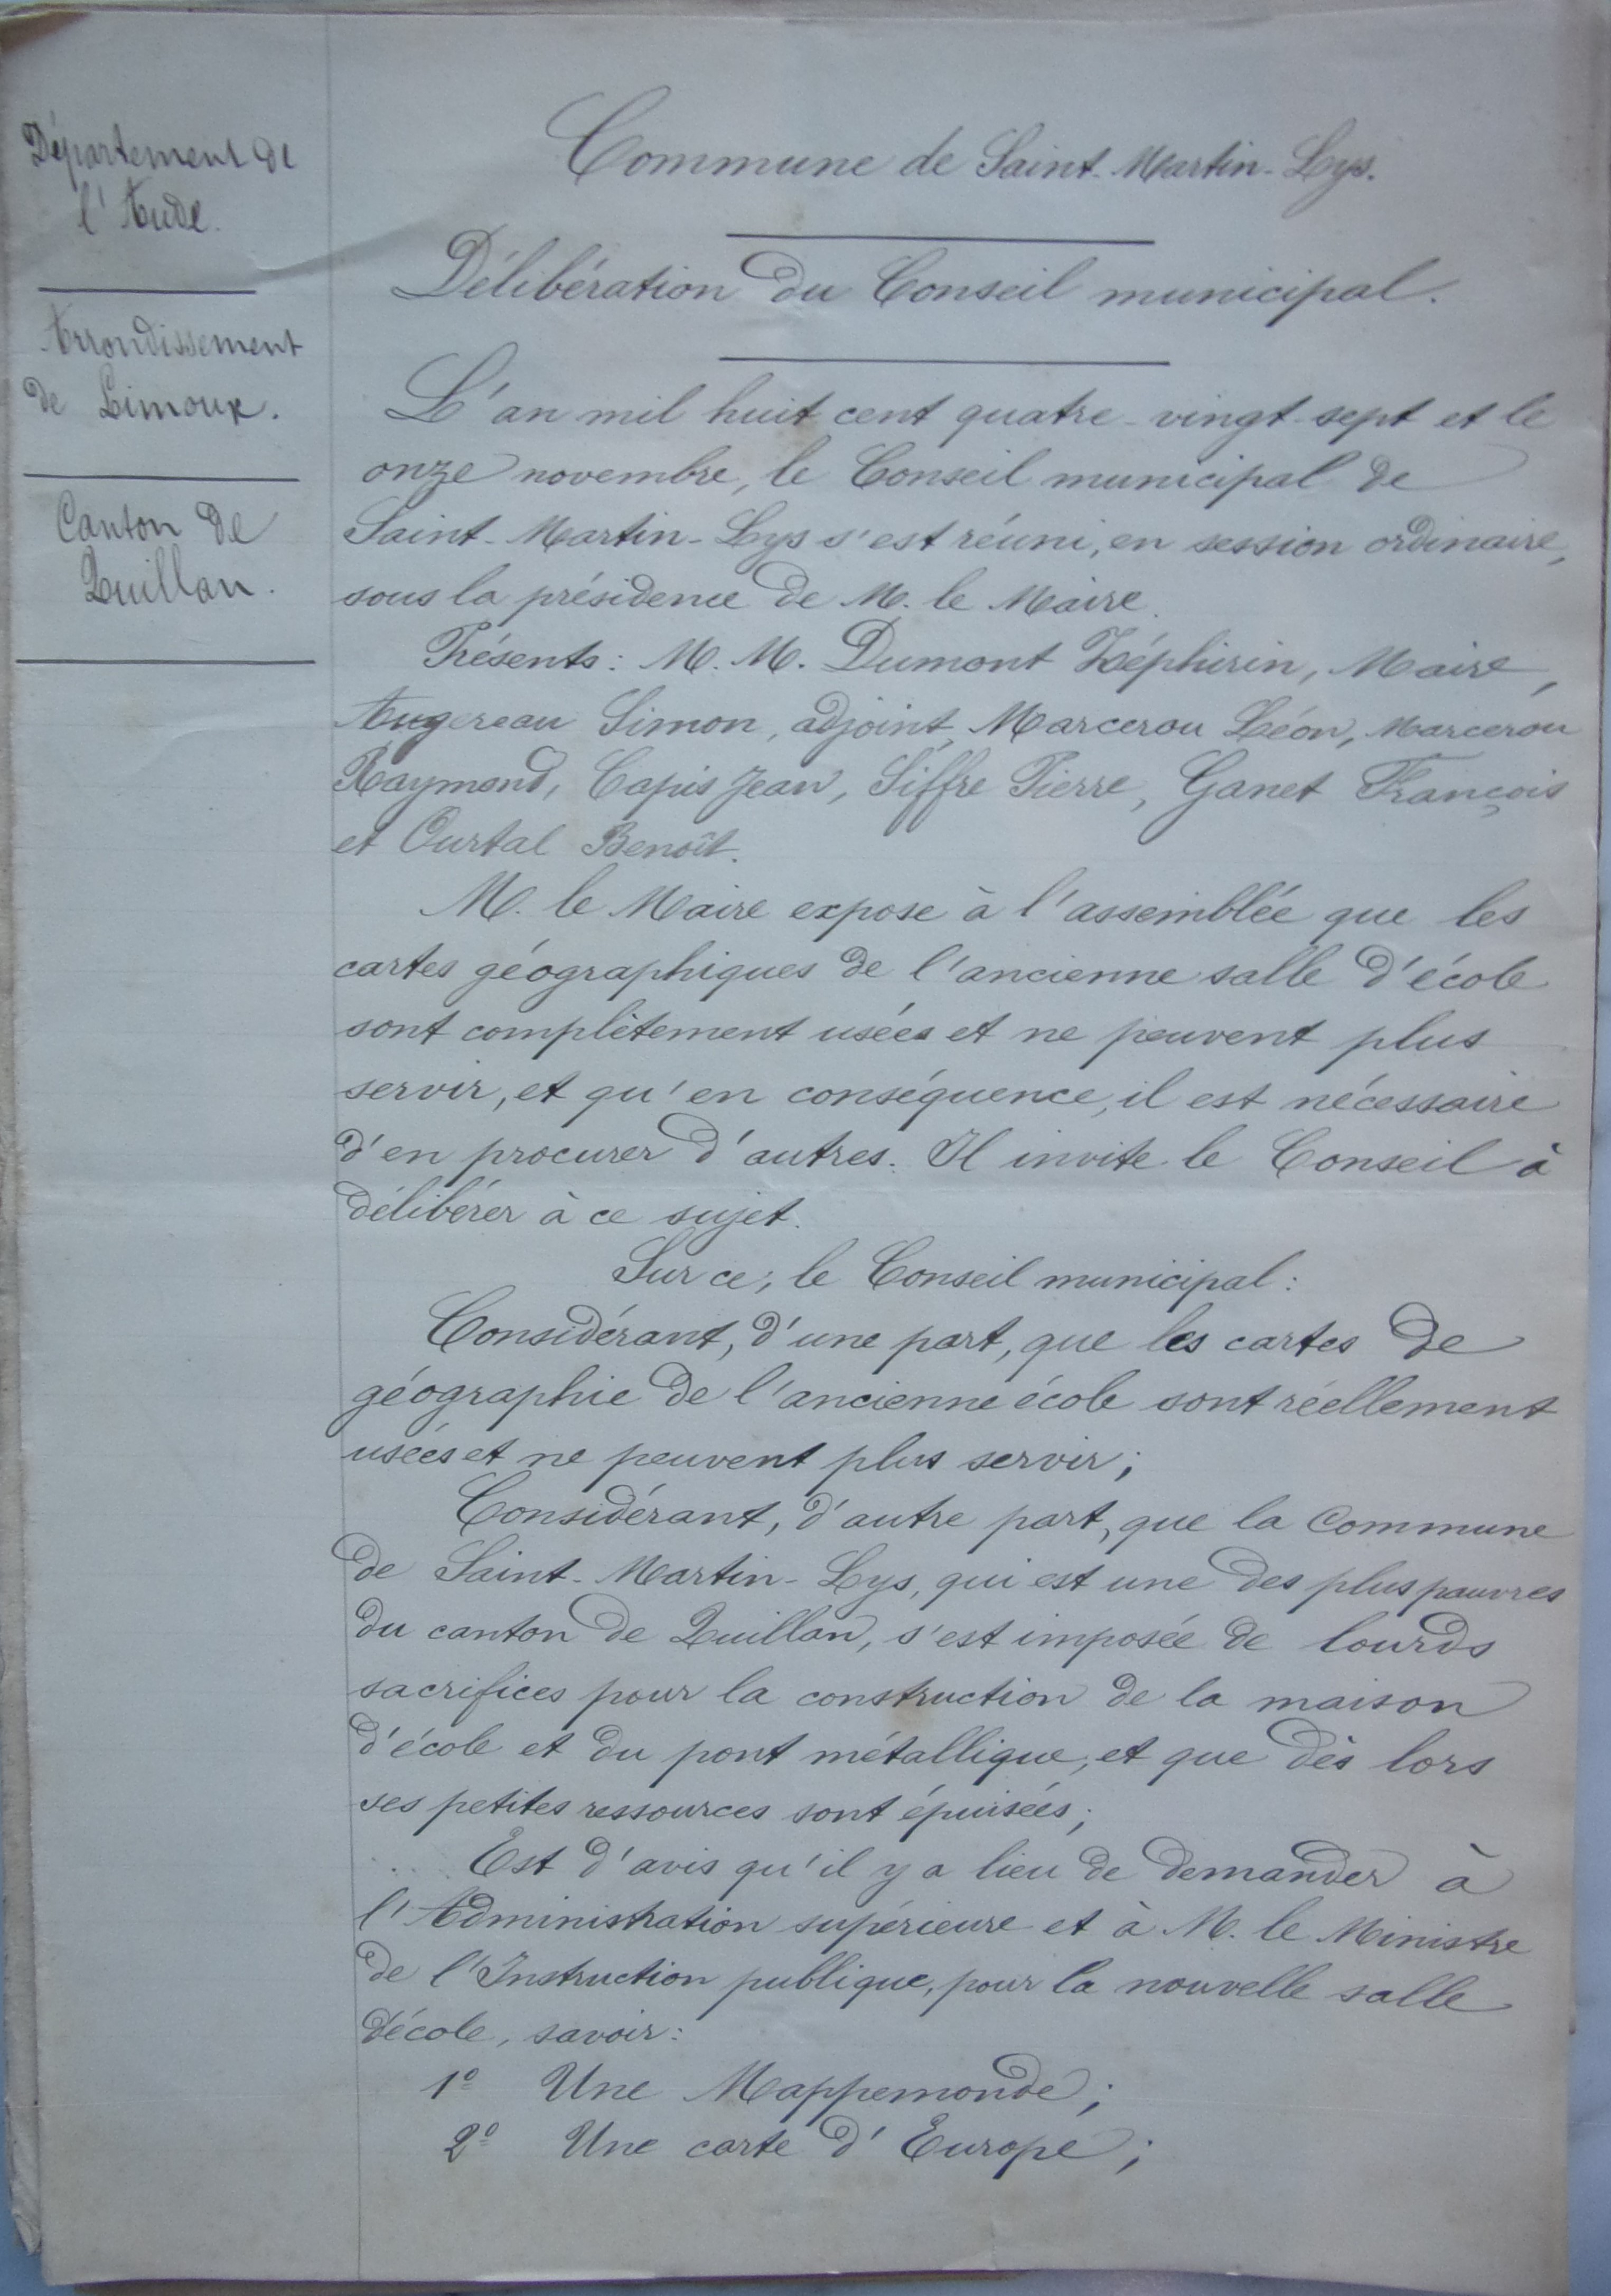 Département de
l'Aude.
Arrondissement
de Limoux.
Canton de
Quillan.
Commune de Saint-Martin-Lys.
Délibération du Conseil municipal.
L'an mil huit cent quatre-vingt-sept et le
onze novembre, le Conseil municipal de
Saint-Martin-Lys s'est réuni, en session ordinaire,
sous la présidence de M. le Maire.
Présents: M. M. Dumont Zéphirin, Maire,
Augereau Simon, adjoint, Marcerou Léon, Marcerou
Raymond, Capis Jean, Siffre Pierre, Ganet François
et Ourtal Benoît.
M. le Maire expose à l'assemblée que les
cartes géographiques de l'ancienne salle d'école
sont complètement usées et ne peuvent plus
servir, et qu'en conséquence, il est nécessaire
d'en procurer d'autres. Il invite le Conseil à
délibérer à ce sujet.
Sur ce, le Conseil municipal:
Considérant, d'une part, que les cartes de
géographie de l'ancienne école sont réellement
usées et ne peuvent plus servir;
Considérant, d'autre part, que la Commune
de Saint-Martin-Lys, qui est une des plus pauvres
du canton de Quillan, s'est imposée de lourds
sacrifices pour la construction de la maison
d'école et du pont métallique, et que dès lors
ses petites ressources sont épuisées;
Est d'avis qu'il y a lieu de demander à
l'Administration supérieure et à M. le Ministre
de l'Instruction publique, pour la nouvelle salle
d'école, savoir:
1º Une Mappemonde;
2º Une carte d'Europe;